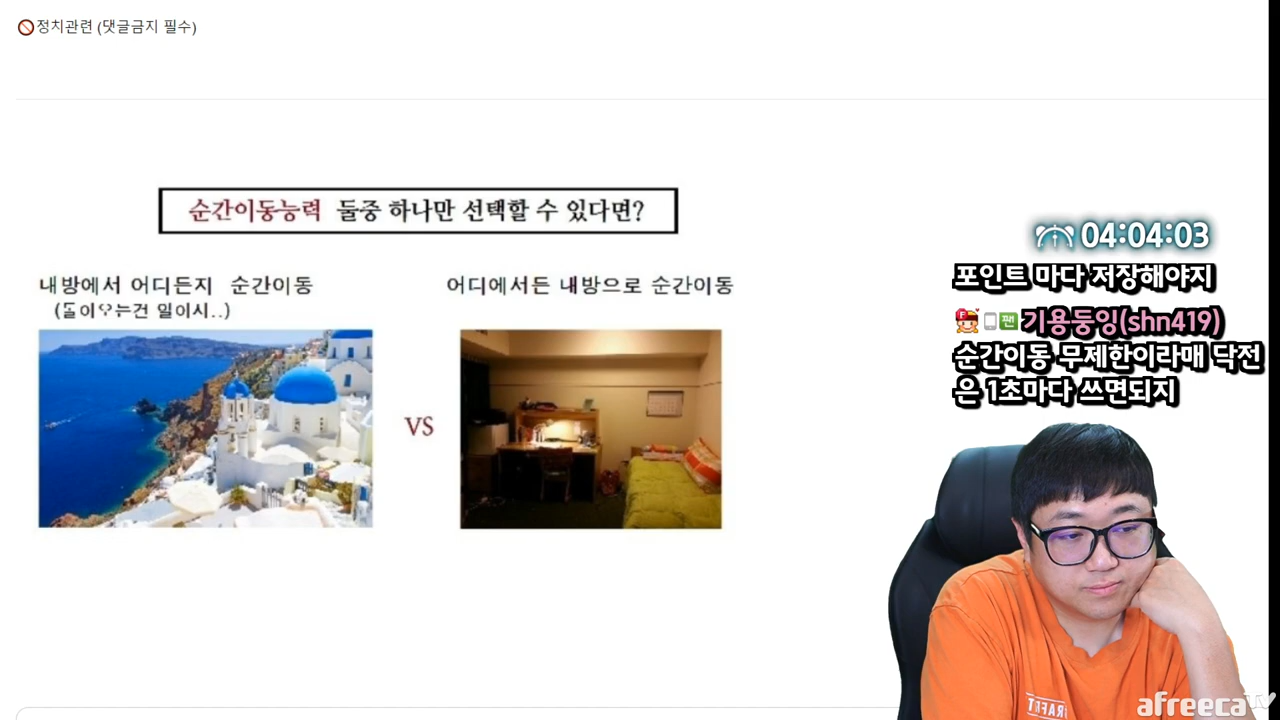 정치관련 (댓글금지 필수)
순간이동능력 둘중 하나만 선택할 수 있다면?
내방에서 어디든지 순간이동
(돌아오는건 일이시..)
어디에서든 내방으로 순간이동
VS
04:04:03
포인트 마다 저장해야지
기용둥잉(shn419)
순간이동 무제한이라매 닥전
은 1초마다 쓰면되지
afreecaTV